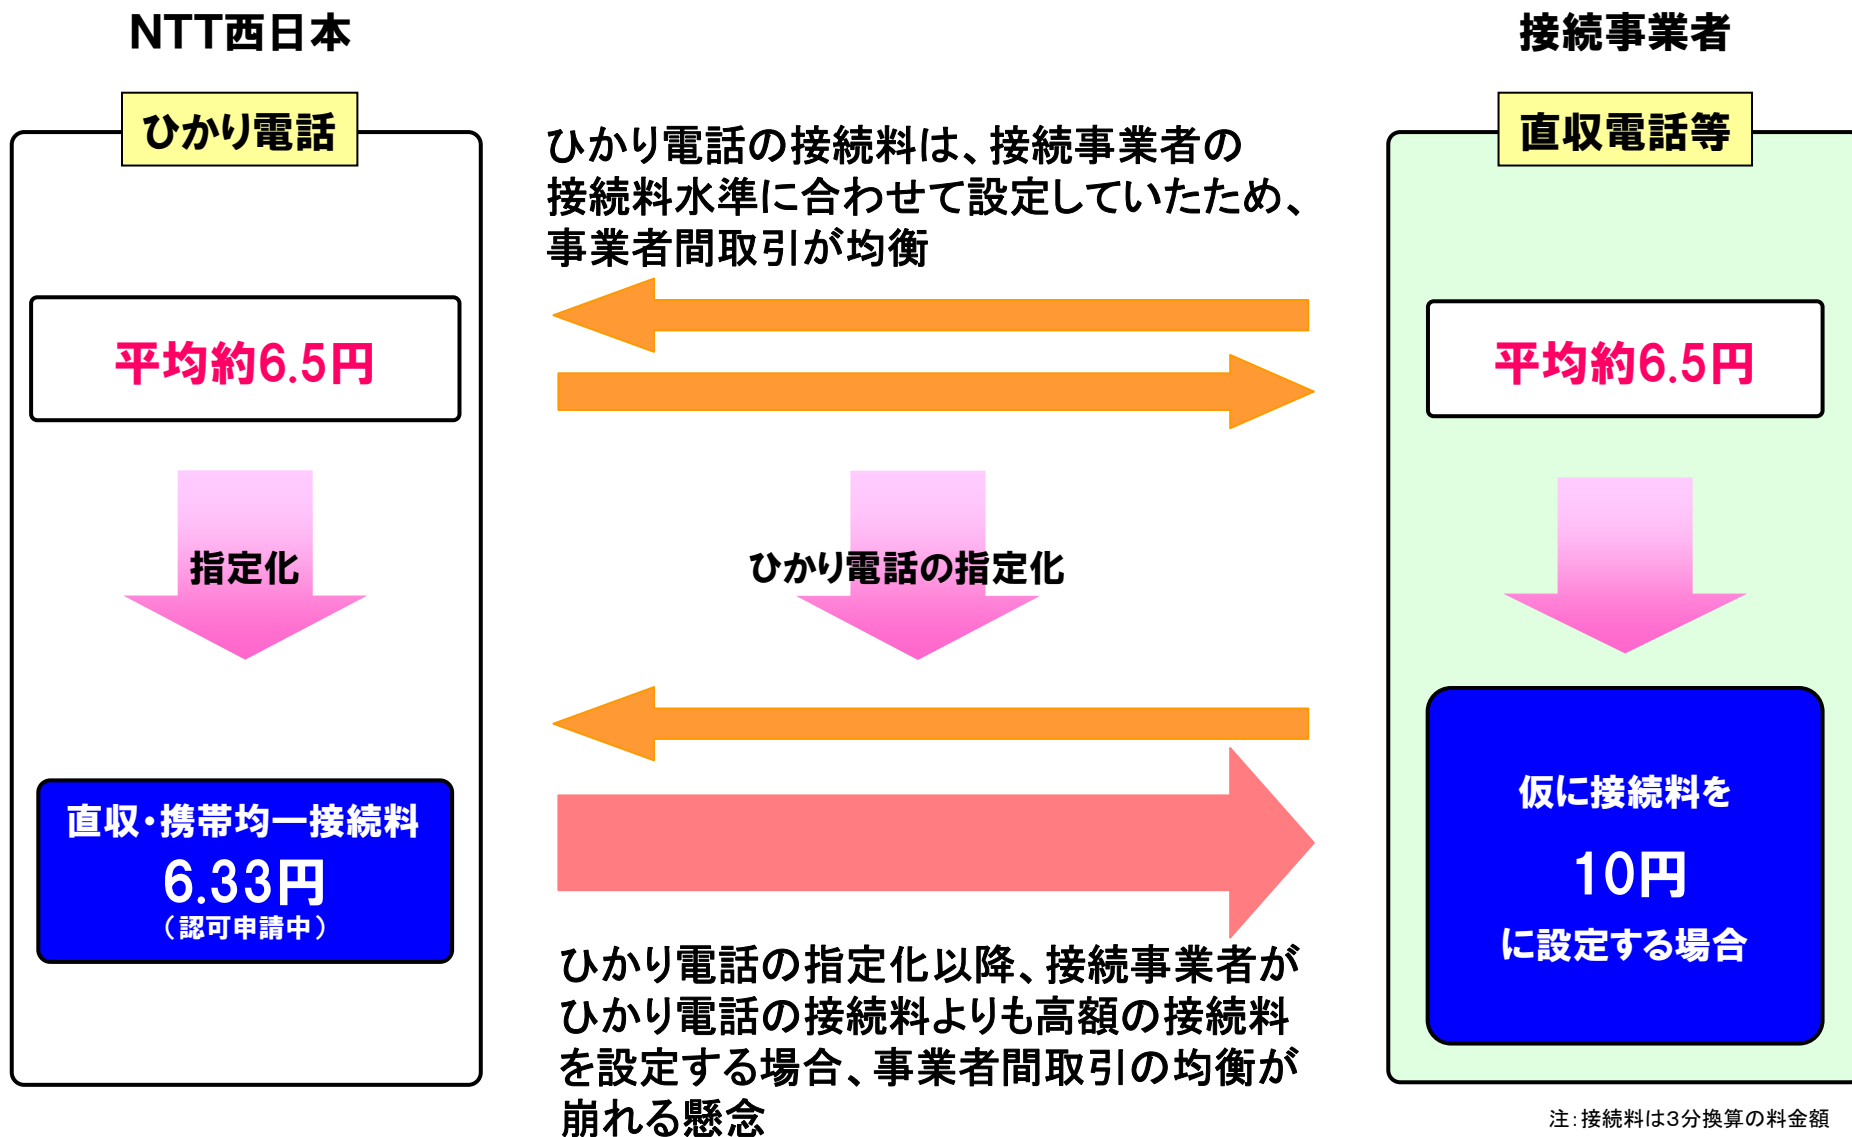 NTT西日本
接続事業者
ひかり電話
直収電話等
ひかり電話の接続料は、接続事業者の
接続料水準に合わせて設定していたため、
事業者間取引が均衡
平均約6.5円
平均約6.5円
指定化
ひかり電話の指定化
直収・携帯均一接続料
6.33円
（認可申請中）
仮に接続料を
10円
に設定する場合
ひかり電話の指定化以降、接続事業者が
ひかり電話の接続料よりも高額の接続料
を設定する場合、事業者間取引の均衡が
崩れる懸念
注：接続料は3分換算の料金額